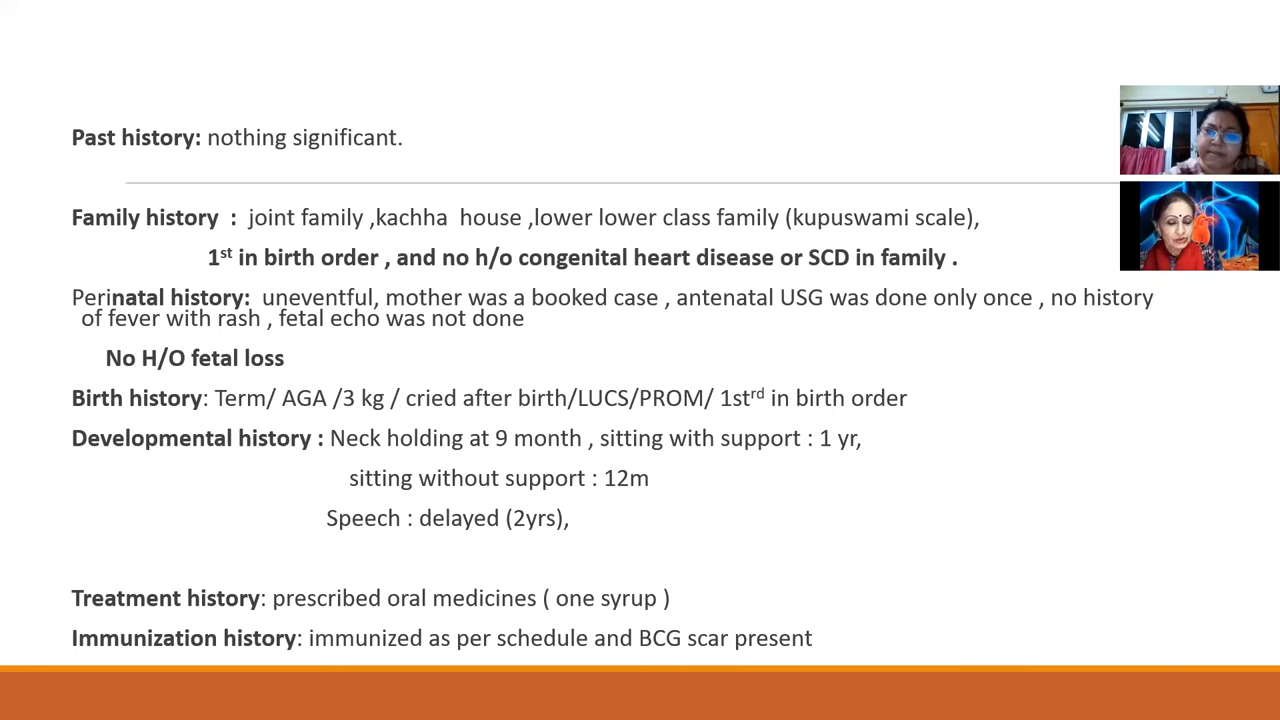 Past history: nothing significant.
Family history : joint family ,kachha house ,lower lower class family (kupuswami scale),
1st in birth order , and no h/o congenital heart disease or SCD in family .
Perinatal history: uneventful, mother was a booked case , antenatal USG was done only once , no history
of fever with rash , fetal echo was not done
No H/O fetal loss
Birth history: Term/ AGA /3 kg / cried after birth/LUCS/PROM/ 1strd in birth order
Developmental history : Neck holding at 9 month , sitting with support : 1 yr,
sitting without support : 12m
Speech : delayed (2yrs),
Treatment history: prescribed oral medicines ( one syrup )
Immunization history: immunized as per schedule and BCG scar present